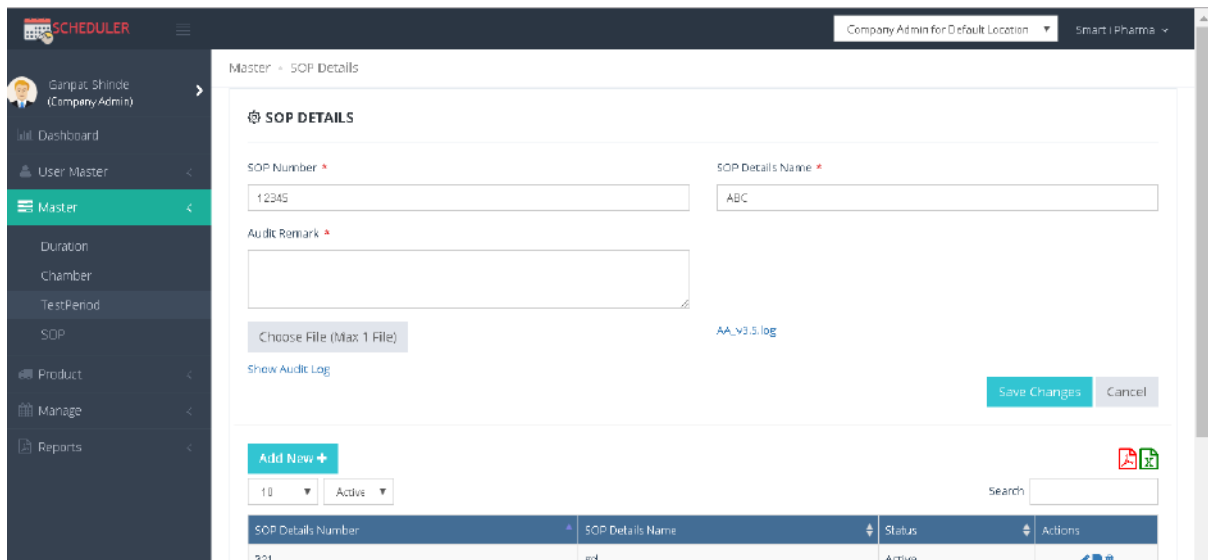 SCHEDULER
Company Admin for Default Location
Smart i Pharma
Ganpat Shinde
(Company Admin)
Dashboard
User Master
Master
Duration
Chamber
TestPeriod
SOP
Product
Manage
Reports
Master - SOP Details
SOP DETAILS
SOP Number *
SOP Details Name *
12345
ABC
Audit Remark *
Choose File (Max 1 File)
AA_v3.5.log
Show Audit Log
Save Changes
Cancel
Add New +
10
Active
Search
SOP Details Number
SOP Details Name
Status
Actions
Active